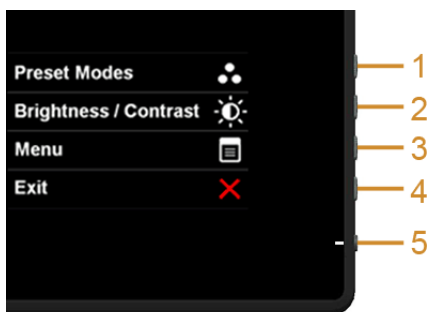 Preset Modes 1
Brightness / Contrast 2
Menu 3
Exit 4
5